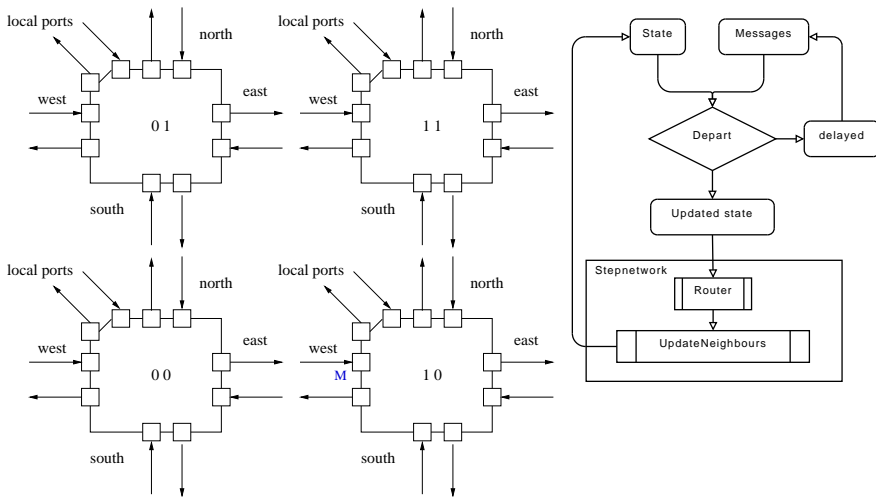 local ports
north
west
east
0 1
south
local ports
north
west
east
1 1
south
local ports
north
west
east
0 0
south
local ports
north
west
east
M
1 0
south
State
Messages
Depart
delayed
Updated state
Stepnetwork
Router
UpdateNeighbours